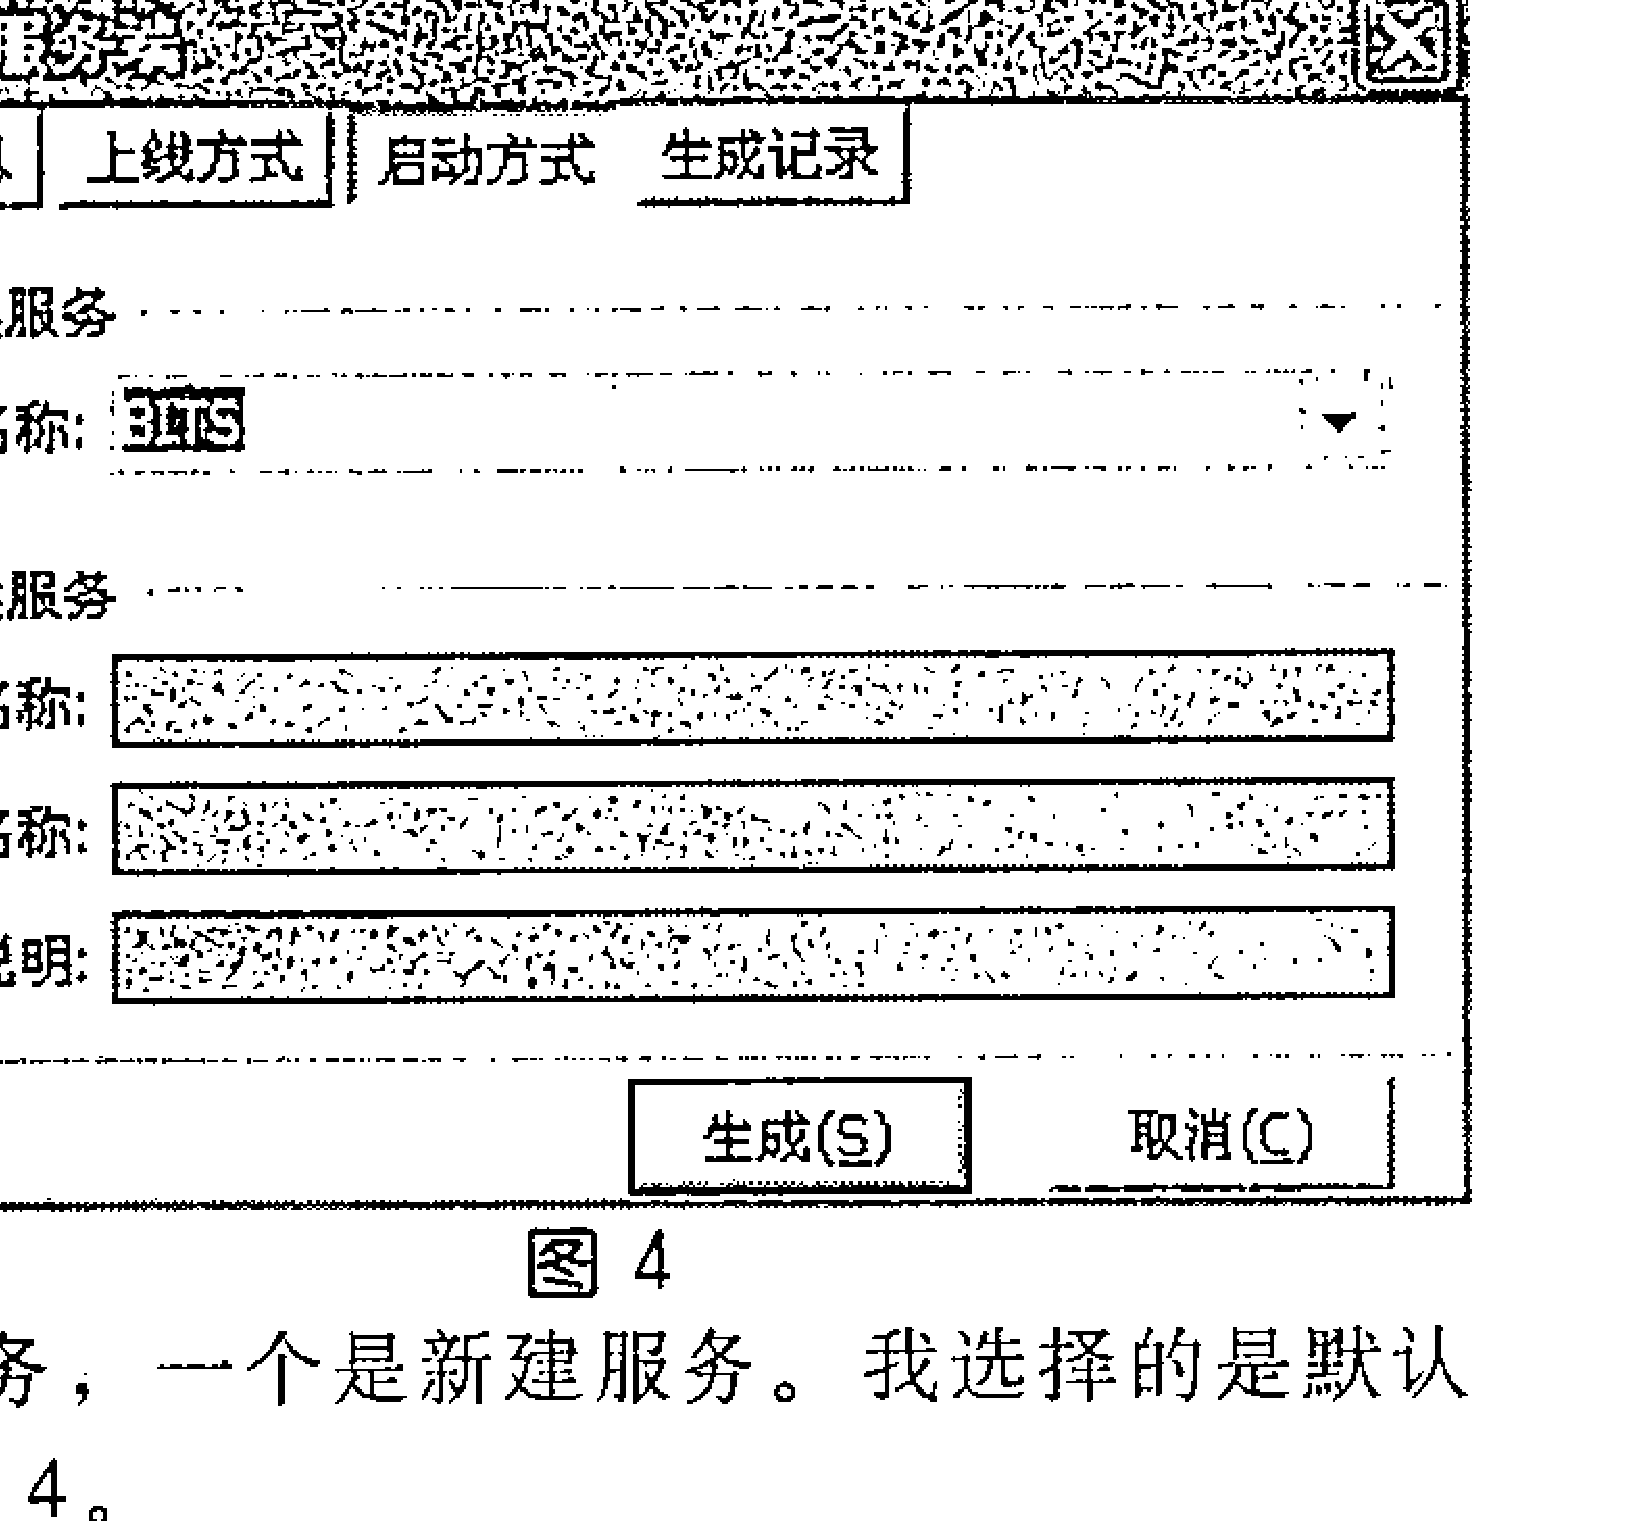 上线方式 启动方式 生成记录
服务
称: BITS
服务
称:
称:
明:
生成(S) 取消(C)
图 4
务，一个是新建服务。我选择的是默认
4。